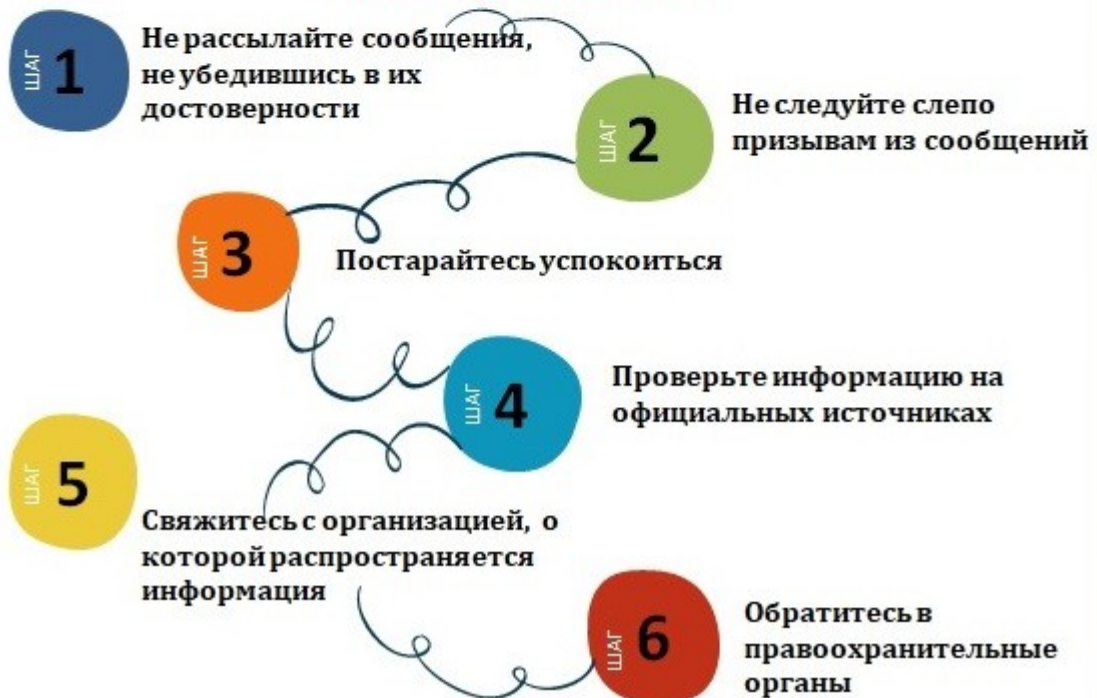 ШАГ 1
Не рассылайте сообщения,
не убедившись в их
достоверности
ШАГ 2
Не следуйте слепо
призывам из сообщений
ШАГ 3
Постарайтесь успокоиться
ШАГ 4
Проверьте информацию на
официальных источниках
ШАГ 5
Свяжитесь с организацией, о
которой распространяется
информация
ШАГ 6
Обратитесь в
правоохранительные
органы